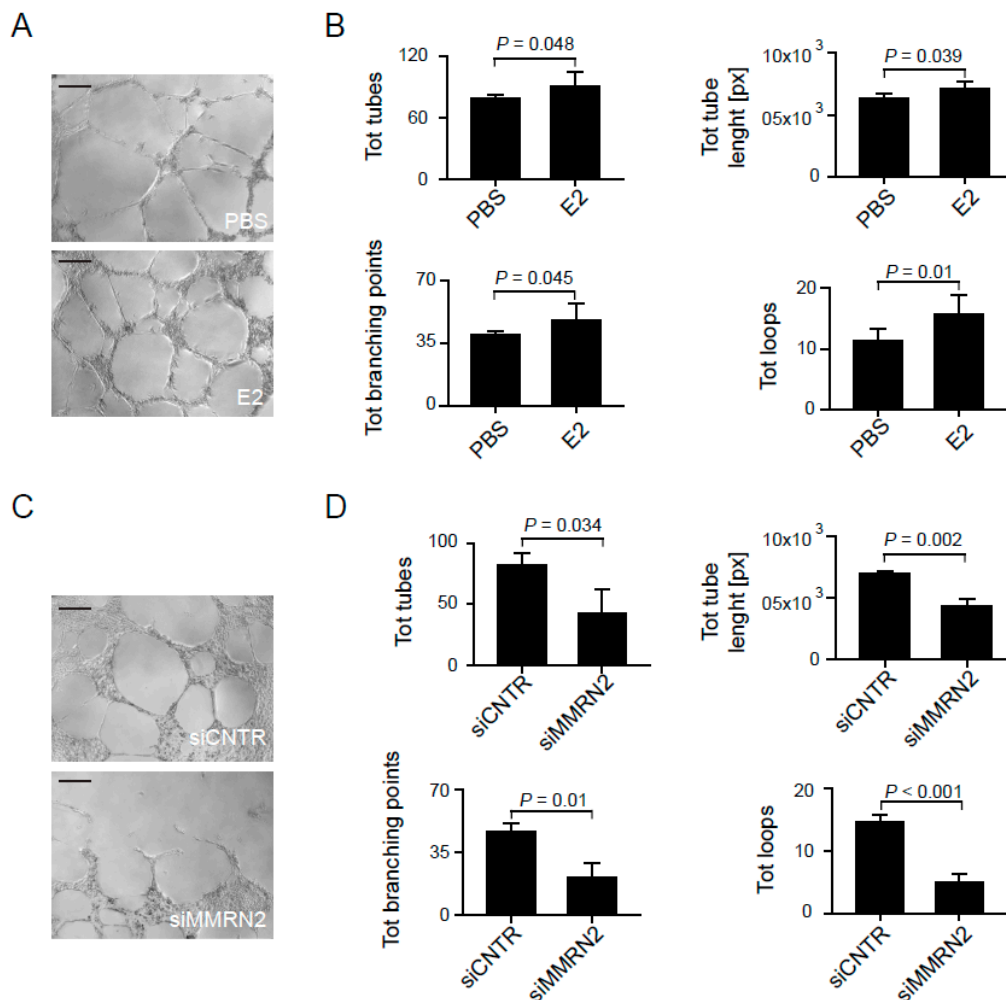 A
PBS
E2
B
P = 0.048
120
60
0
Tot tubes
PBS
E2
P = 0.039
10x10 3
05x10 3
0
Tot tube
lenght [px]
PBS
E2
P = 0.045
70
35
0
Tot branching points
PBS
E2
P = 0.01
20
10
0
Tot loops
PBS
E2
C
siCNTR
siMMRN2
D
P = 0.034
100
50
0
Tot tubes
siCNTR
siMMRN2
P = 0.002
10x10 3
05x10 3
0
Tot tube
lenght [px]
siCNTR
siMMRN2
P = 0.01
70
35
0
Tot branching points
siCNTR
siMMRN2
P < 0.001
20
10
0
Tot loops
siCNTR
siMMRN2